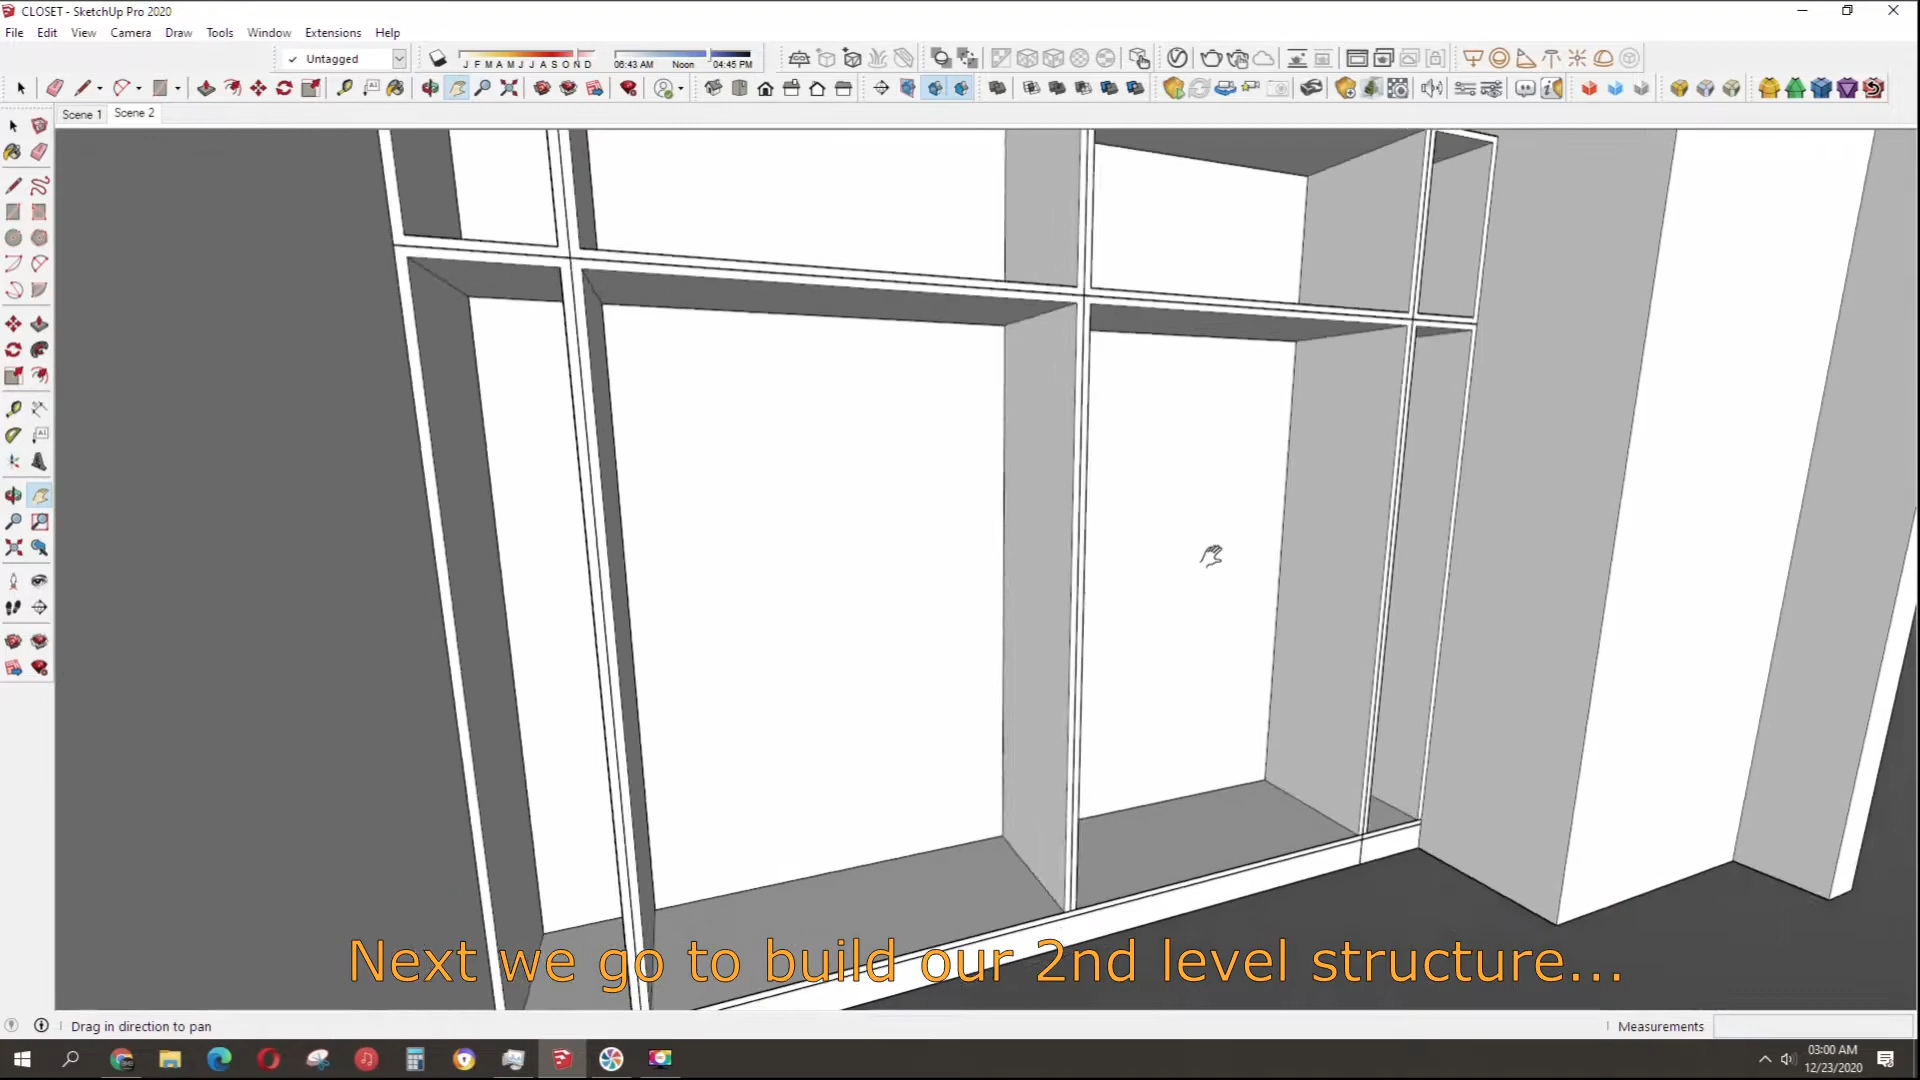 CLOSET - SketchUp Pro 2020
File Edit View Camera Draw Tools Window Extensions Help
✓ Untagged
J F M A M J J A S O N D
06:43 AM Noon 04:45 PM
Scene 1 Scene 2
Next we go to build our 2nd level structure...
Drag in direction to pan
Measurements
03:00 AM
12/23/2020